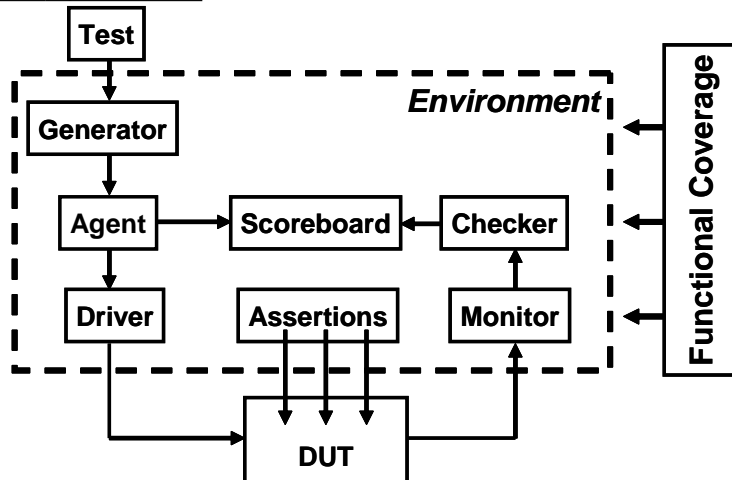 Test
Environment
Generator
Agent
Scoreboard
Checker
Driver
Assertions
Monitor
DUT
Functional Coverage